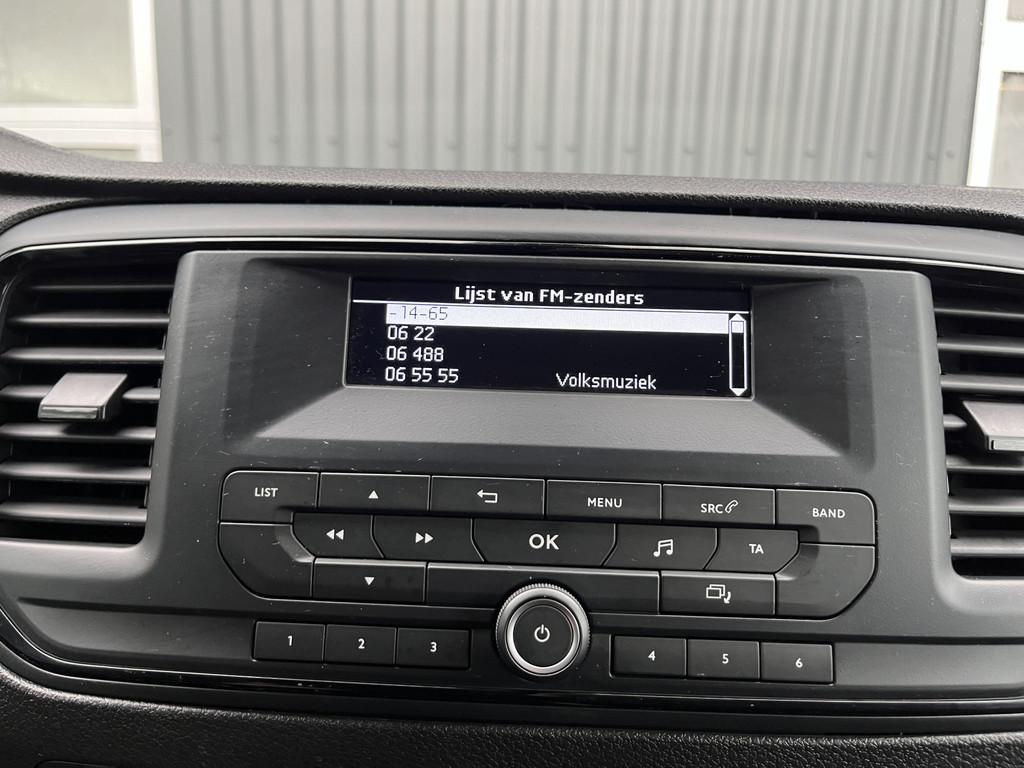 Lijst van FM-zenders
-14-65
06 22
06 488
06 55 55 Volksmuziek
LIST
MENU
SRC
BAND
OK
TA
1
2
3
4
5
6